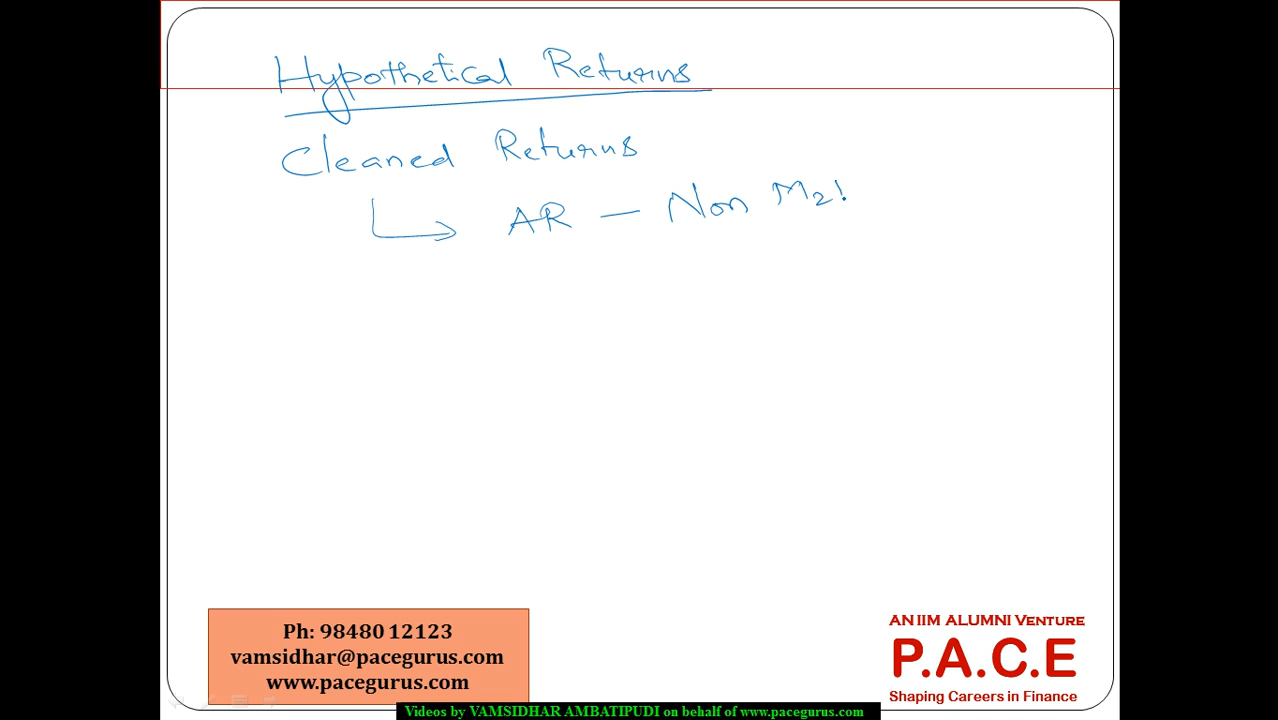 Hypothetical Returns
Cleaned Returns
AR — Non M2!
Ph: 98480 12123
vamsidhar@pacegurus.com
www.pacegurus.com
AN IIM ALUMNI VENTURE
P.A.C.E
Shaping Careers in Finance
Videos by VAMSIDHAR AMBATIPUDI on behalf of www.pacegurus.com